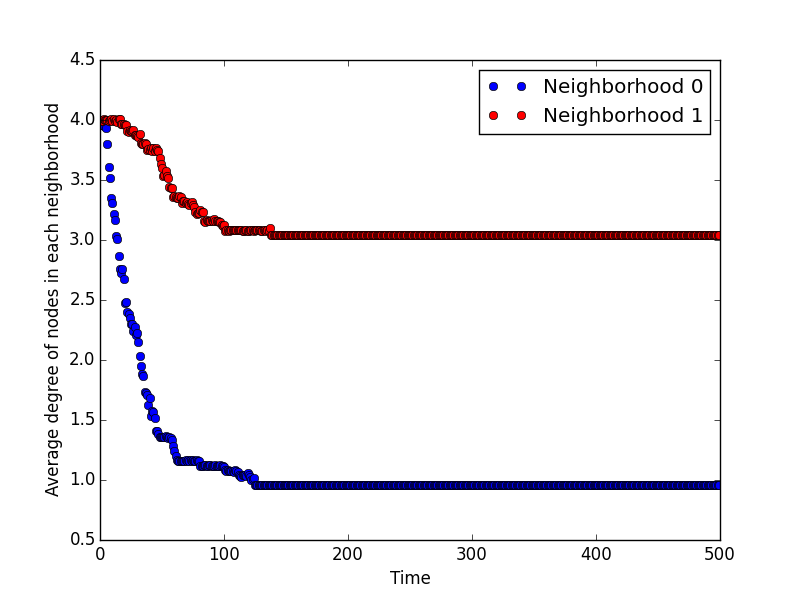 4.5
4.0
3.5
3.0
2.5
2.0
1.5
1.0
0.5
Average degree of nodes in each neighborhood
Neighborhood 0
Neighborhood 1
0 100 200 300 400 500
Time